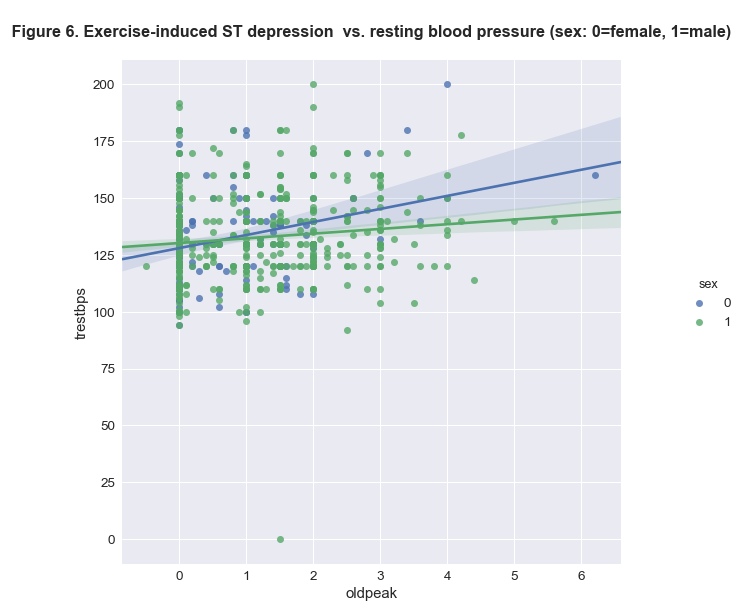 Figure 6. Exercise-induced ST depression  vs. resting blood pressure (sex: 0=female, 1=male)
200
175
150
125
100
75
50
25
0
trestbps
0 1 2 3 4 5 6
oldpeak
sex
0
1